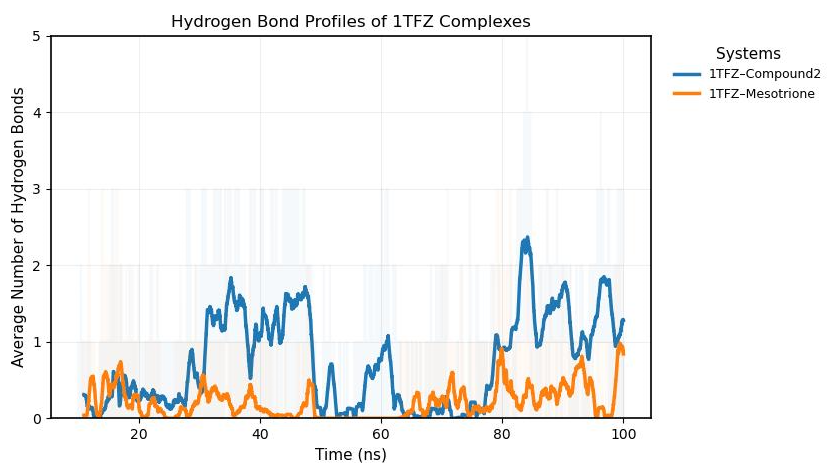 Hydrogen Bond Profiles of 1TFZ Complexes
Average Number of Hydrogen Bonds
5
4
3
2
1
0
20
40
60
80
100
Time (ns)
Systems
1TFZ–Compound2
1TFZ–Mesotrione